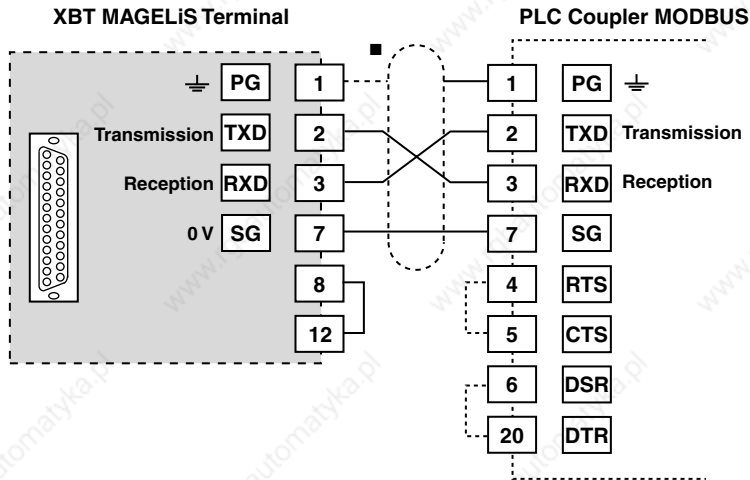 XBT MAGELiS Terminal
PLC Coupler MODBUS
PG 1
1 PG
Transmission TXD 2
2 TXD Transmission
Reception RXD 3
3 RXD Reception
0 V SG 7
7 SG
8
4 RTS
12
5 CTS
6 DSR
20 DTR